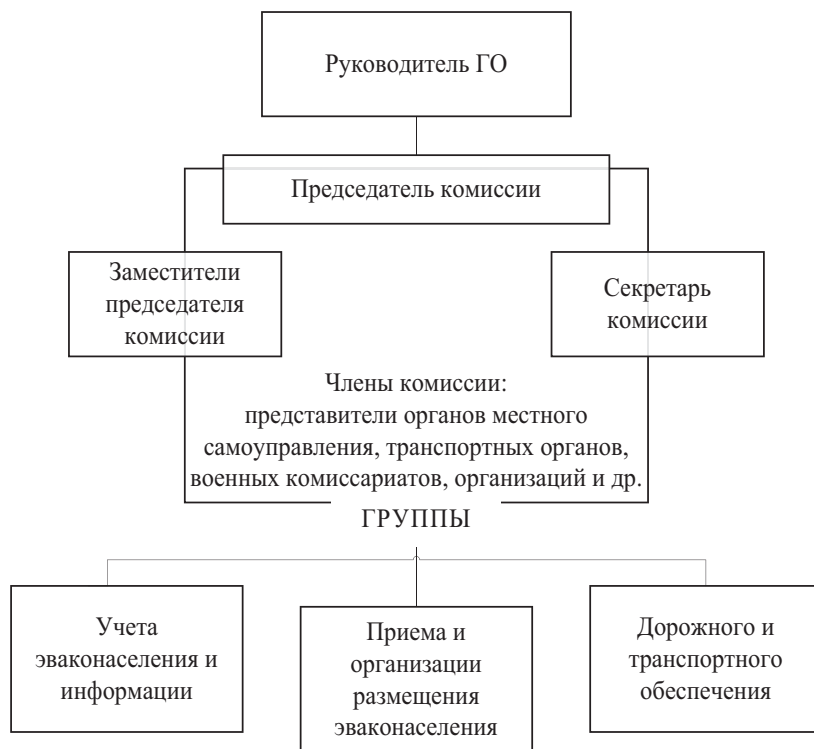 Руководитель ГО
Председатель комиссии
Заместители
председателя
комиссии
Секретарь
комиссии
Члены комиссии:
представители органов местного
самоуправления, транспортных органов,
военных комиссариатов, организаций и др.
ГРУППЫ
Учета
эваконаселения и
информации
Приема и
организации
размещения
эваконаселения
Дорожного и
транспортного
обеспечения